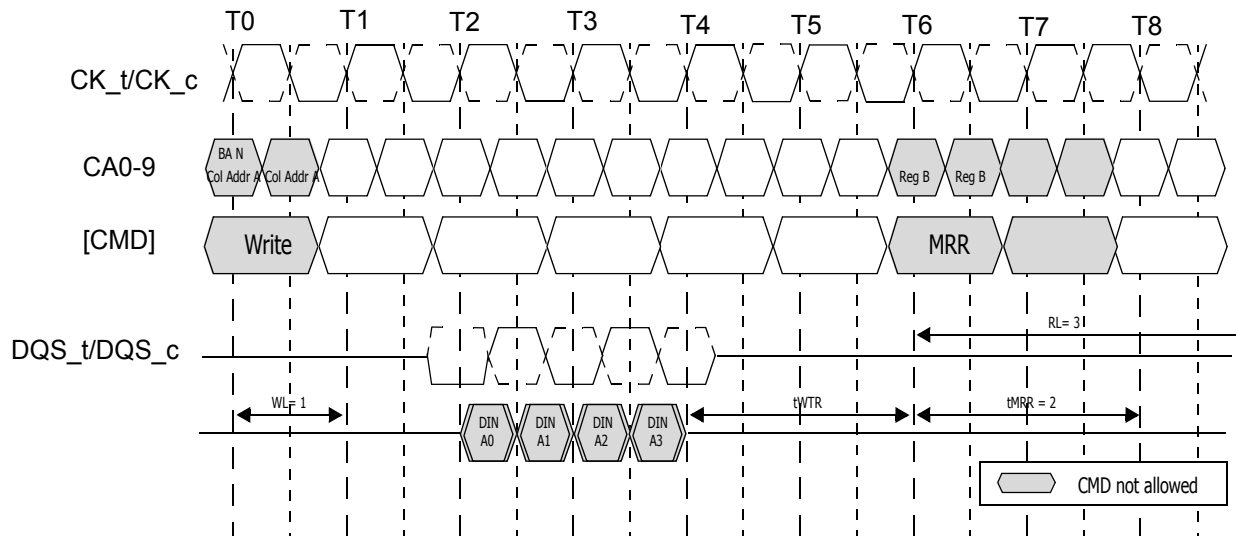 T0 T1 T2 T3 T4 T5 T6 T7 T8
CK_t/CK_c
CA0-9
BA N
Col Addr A
Col Addr A
Reg B
Reg B
[CMD]
Write
MRR
RL= 3
DQS_t/DQS_c
WL= 1
tWTR
tMRR = 2
DIN
A0
DIN
A1
DIN
A2
DIN
A3
CMD not allowed